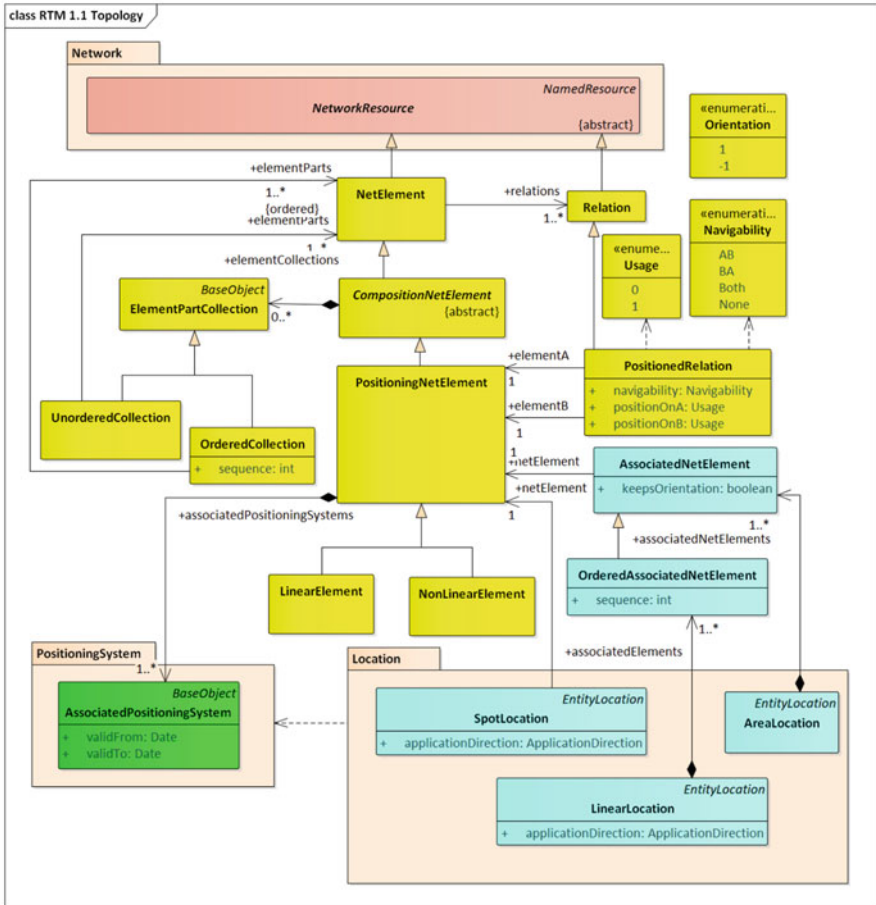 class RTM 1.1 Topology
Network
NamedResource
NetworkResource
{abstract}
«enumerati...
Orientation
1
-1
+elementParts
1..*
{ordered}
+elementParts
1..*
NetElement
+relations
1..*
Relation
«enumerati...
Navigability
AB
BA
Both
None
«enume...
Usage
0
1
+elementCollections
BaseObject
ElementPartCollection
0..*
CompositionNetElement
{abstract}
PositioningNetElement
+elementA
1
+elementB
1
PositionedRelation
+ navigability: Navigability
+ positionOnA: Usage
+ positionOnB: Usage
UnorderedCollection
OrderedCollection
+ sequence: int
1
+netElement
+netElement
1
AssociatedNetElement
+ keepsOrientation: boolean
1..*
+associatedPositioningSystems
+associatedNetElements
LinearElement
NonLinearElement
OrderedAssociatedNetElement
+ sequence: int
1..*
+associatedElements
PositioningSystem
1..*
BaseObject
AssociatedPositioningSystem
+ validFrom: Date
+ validTo: Date
Location
EntityLocation
SpotLocation
+ applicationDirection: ApplicationDirection
EntityLocation
AreaLocation
EntityLocation
LinearLocation
+ applicationDirection: ApplicationDirection